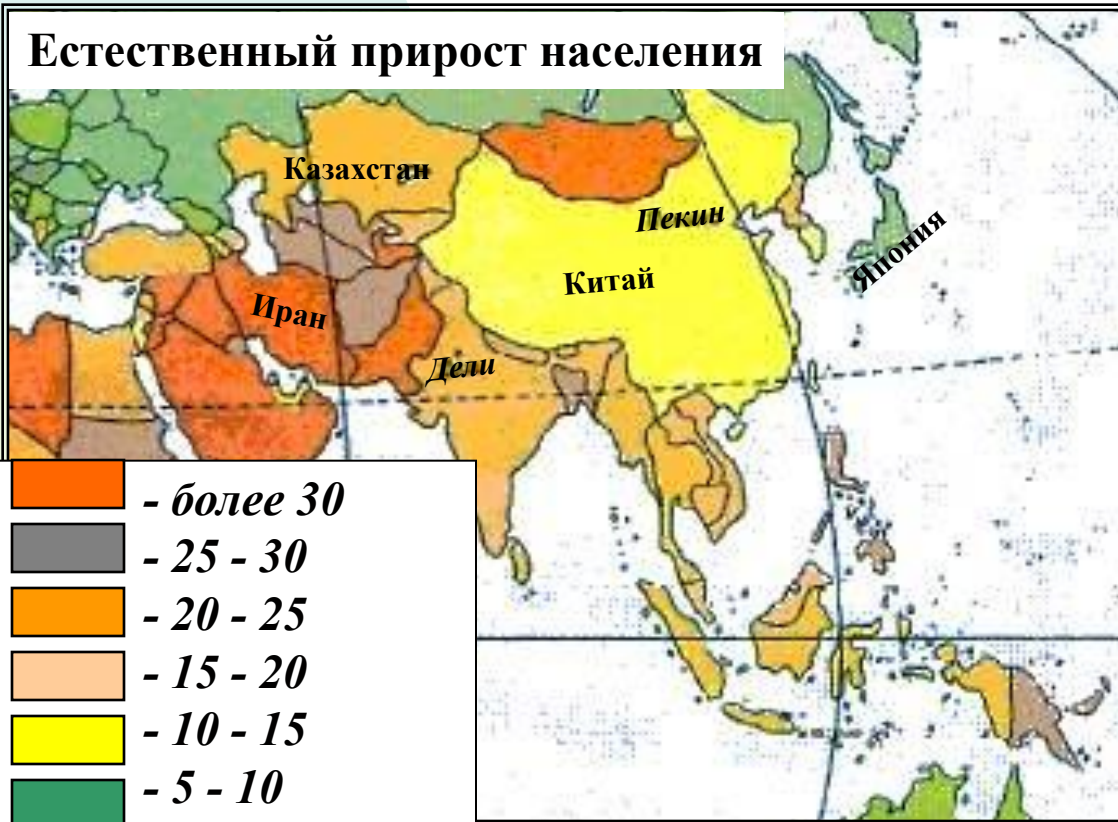 Естественный прирост населения
Казахстан
Пекин
Япония
Китай
Иран
Дели
- более 30
- 25 - 30
- 20 - 25
- 15 - 20
- 10 - 15
- 5 - 10